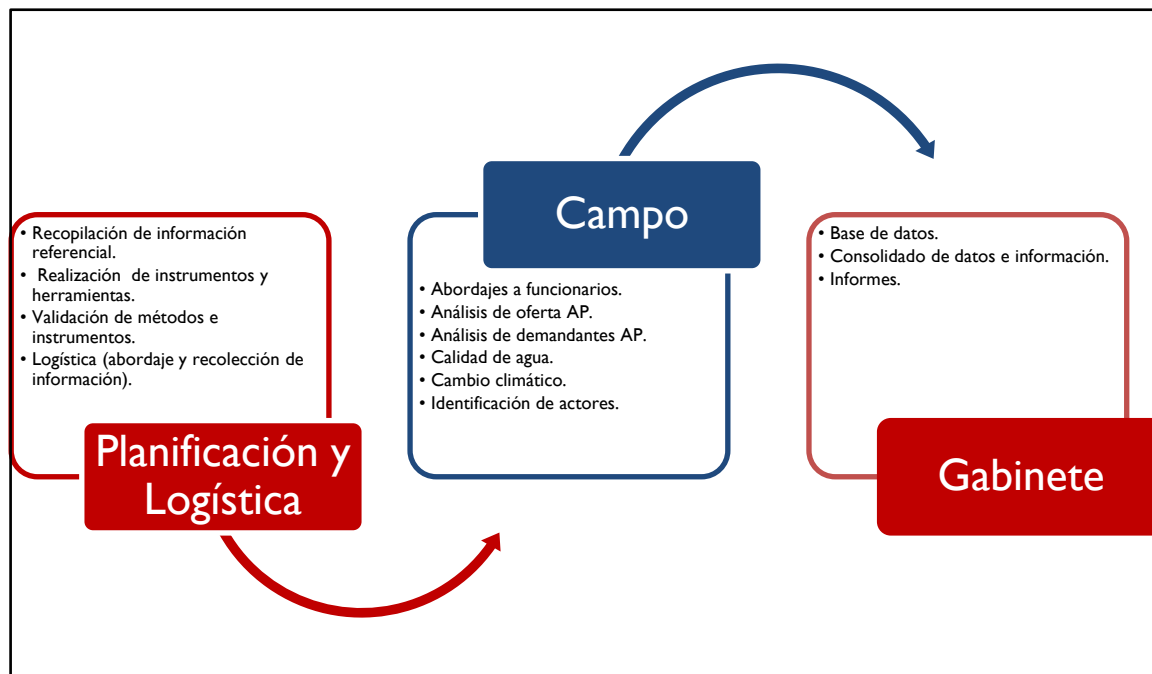 • Recopilación de información
referencial.
• Realización de instrumentos y
herramientas.
• Validación de métodos e
instrumentos.
• Logística (abordaje y recolección de
información).
Planificación y
Logística
Campo
• Abordajes a funcionarios.
• Análisis de oferta AP.
• Análisis de demandantes AP.
• Calidad de agua.
• Cambio climático.
• Identificación de actores.
• Base de datos.
• Consolidado de datos e información.
• Informes.
Gabinete